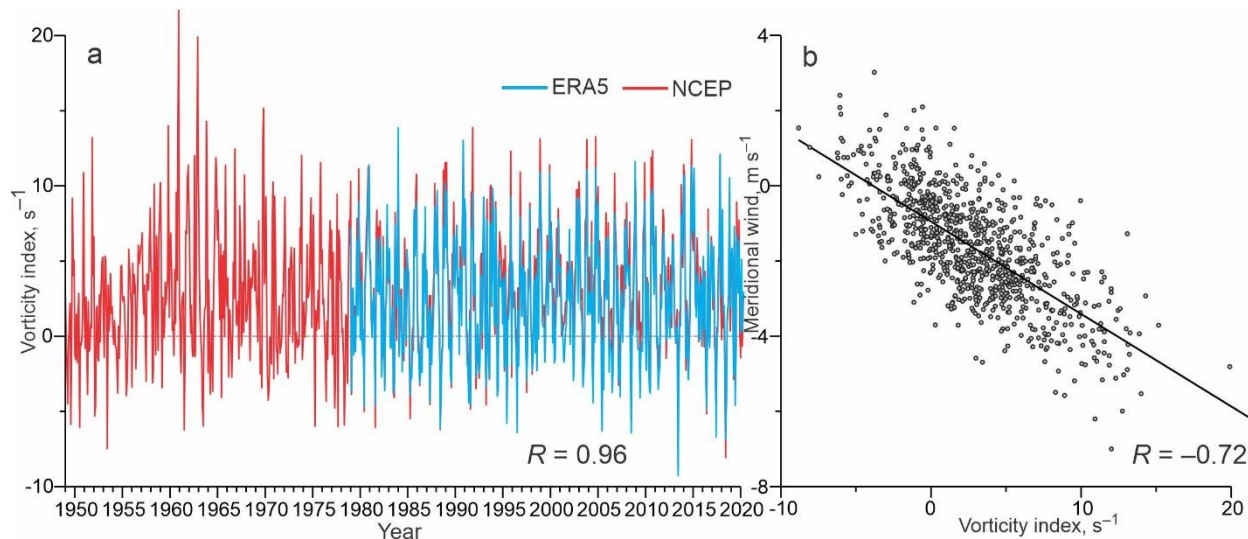 a
ERA5 NCEP
Vorticity index, s⁻¹
20
10
0
-10
R = 0.96
1950 1955 1960 1965 1970 1975 1980 1985 1990 1995 2000 2005 2010 2015 2020
Year
b
Meridional wind, m s⁻¹
4
0
-4
-8
R = –0.72
-10 0 10 20
Vorticity index, s⁻¹